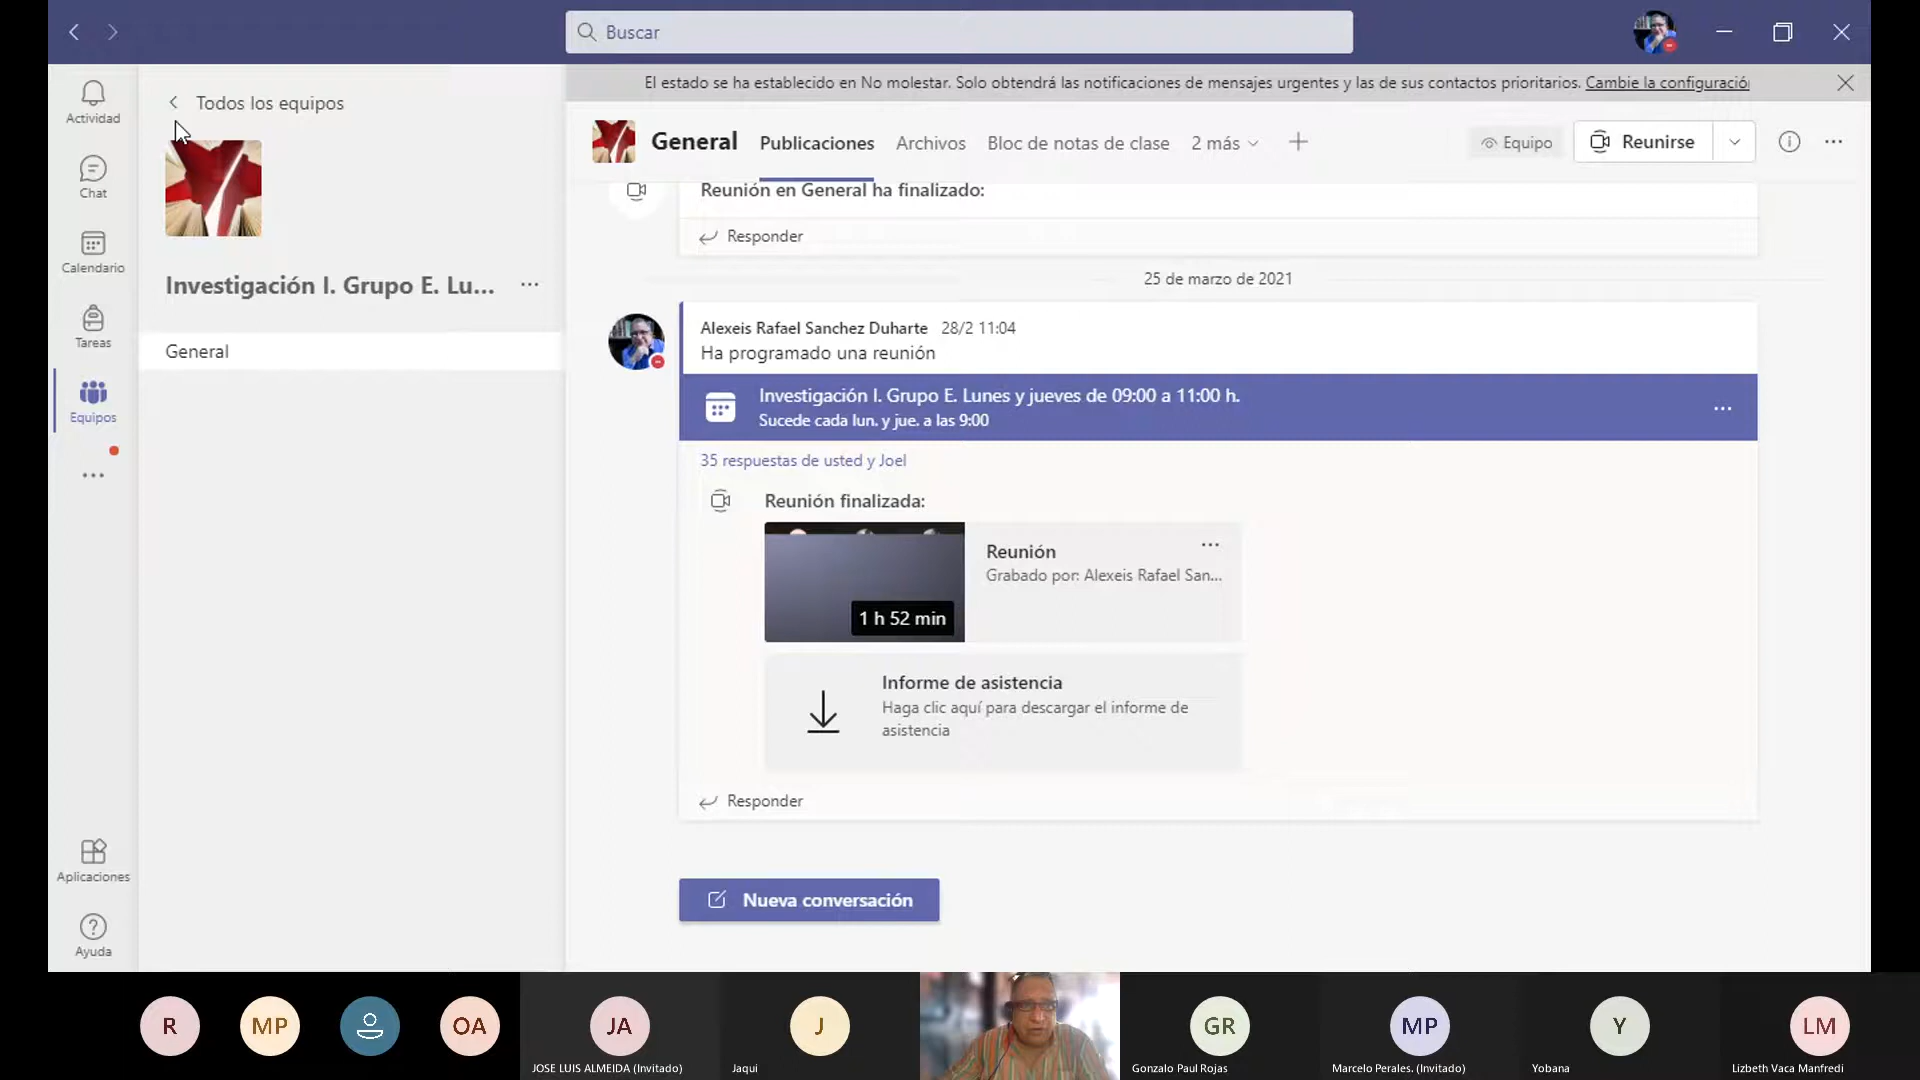 Buscar
El estado se ha establecido en No molestar. Solo obtendrá las notificaciones de mensajes urgentes y las de sus contactos prioritarios. Cambie la configuració
Actividad
Chat
Calendario
Tareas
Equipos
Aplicaciones
Ayuda
Todos los equipos
Investigación I. Grupo E. Lu...
General
General
Publicaciones
Archivos
Bloc de notas de clase
2 más
Equipo
Reunirse
Reunión en General ha finalizado:
Responder
25 de marzo de 2021
Alexeis Rafael Sanchez Duharte 28/2 11:04
Ha programado una reunión
Investigación I. Grupo E. Lunes y jueves de 09:00 a 11:00 h.
Sucede cada lun. y jue. a las 9:00
35 respuestas de usted y Joel
Reunión finalizada:
1 h 52 min
Reunión
Grabado por: Alexeis Rafael San...
Informe de asistencia
Haga clic aquí para descargar el informe de
asistencia
Responder
Nueva conversación
R
MP
OA
JA
JOSE LUIS ALMEIDA (Invitado)
J
Jaqui
GR
Gonzalo Paul Rojas
MP
Marcelo Perales. (Invitado)
Y
Yobana
LM
Lizbeth Vaca Manfredi